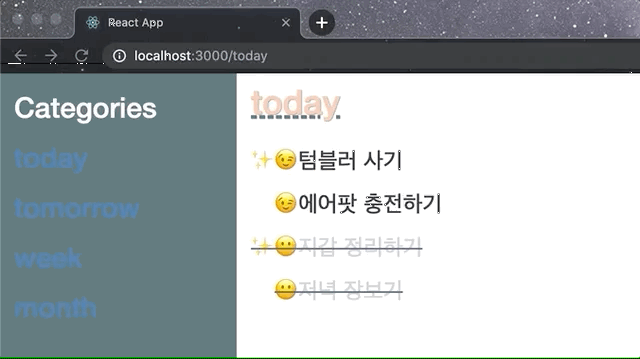 React App
localhost:3000/today
Categories
today
tomorrow
week
month
today
✨😉텀블러 사기
😉에어팟 충전하기
✨😐지갑 정리하기
😐저녁 장보기